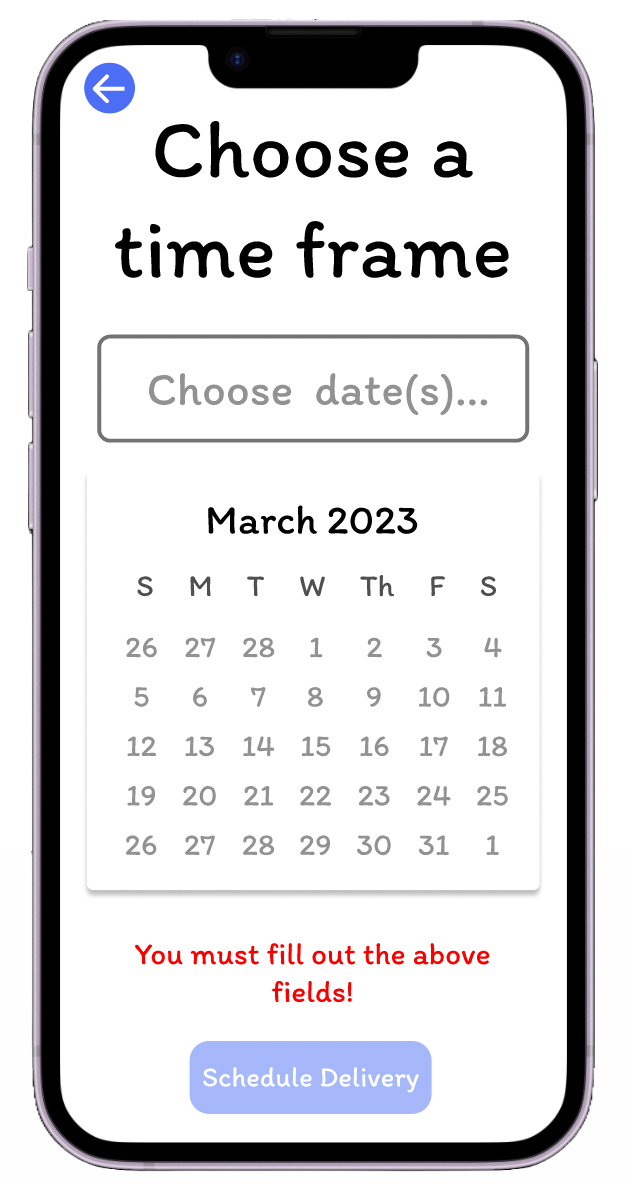 Choose a
time frame
Choose date(s)...
March 2023
S M T W Th F S
26 27 28 1 2 3 4
5 6 7 8 9 10 11
12 13 14 15 16 17 18
19 20 21 22 23 24 25
26 27 28 29 30 31 1
You must fill out the above
fields!
Schedule Delivery